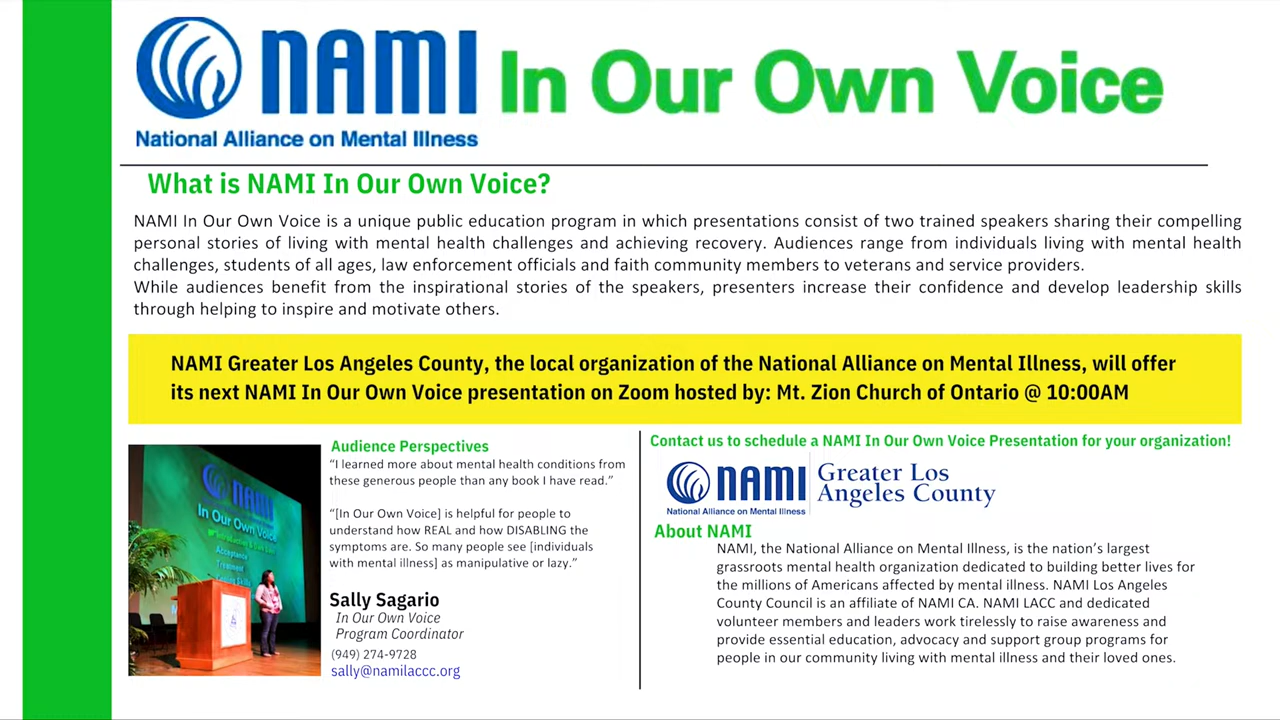 NAMI In Our Own Voice
National Alliance on Mental Illness
What is NAMI In Our Own Voice?
NAMI In Our Own Voice is a unique public education program in which presentations consist of two trained speakers sharing their compelling
personal stories of living with mental health challenges and achieving recovery. Audiences range from individuals living with mental health
challenges, students of all ages, law enforcement officials and faith community members to veterans and service providers.
While audiences benefit from the inspirational stories of the speakers, presenters increase their confidence and develop leadership skills
through helping to inspire and motivate others.
NAMI Greater Los Angeles County, the local organization of the National Alliance on Mental Illness, will offer
its next NAMI In Our Own Voice presentation on Zoom hosted by: Mt. Zion Church of Ontario @ 10:00AM
NAMI
In Our Own Voice
Acceptance
Treatment
Audience Perspectives
“I learned more about mental health conditions from
these generous people than any book I have read.”
“[In Our Own Voice] is helpful for people to
understand how REAL and how DISABLING the
symptoms are. So many people see [individuals
with mental illness] as manipulative or lazy.”
Sally Sagario
In Our Own Voice
Program Coordinator
(949) 274-9728
sally@namilaccc.org
Contact us to schedule a NAMI In Our Own Voice Presentation for your organization!
NAMI
National Alliance on Mental Illness
Greater Los
Angeles County
About NAMI
NAMI, the National Alliance on Mental Illness, is the nation’s largest
grassroots mental health organization dedicated to building better lives for
the millions of Americans affected by mental illness. NAMI Los Angeles
County Council is an affiliate of NAMI CA. NAMI LACC and dedicated
volunteer members and leaders work tirelessly to raise awareness and
provide essential education, advocacy and support group programs for
people in our community living with mental illness and their loved ones.